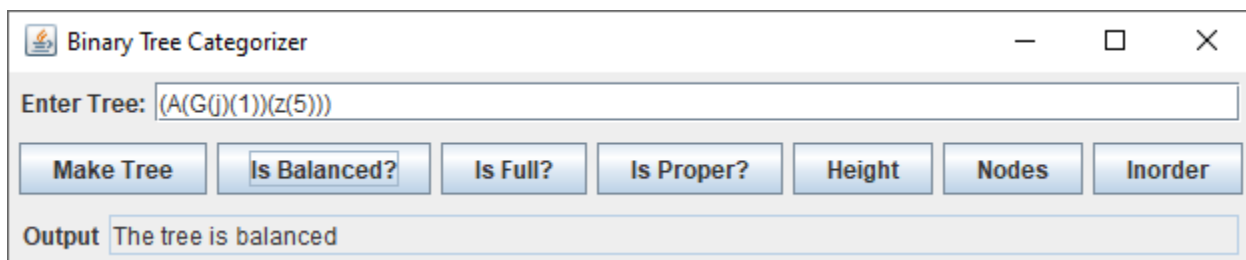 Binary Tree Categorizer
Enter Tree: (A(G(j)(1))(z(5)))
Make Tree Is Balanced? Is Full? Is Proper? Height Nodes Inorder
Output The tree is balanced